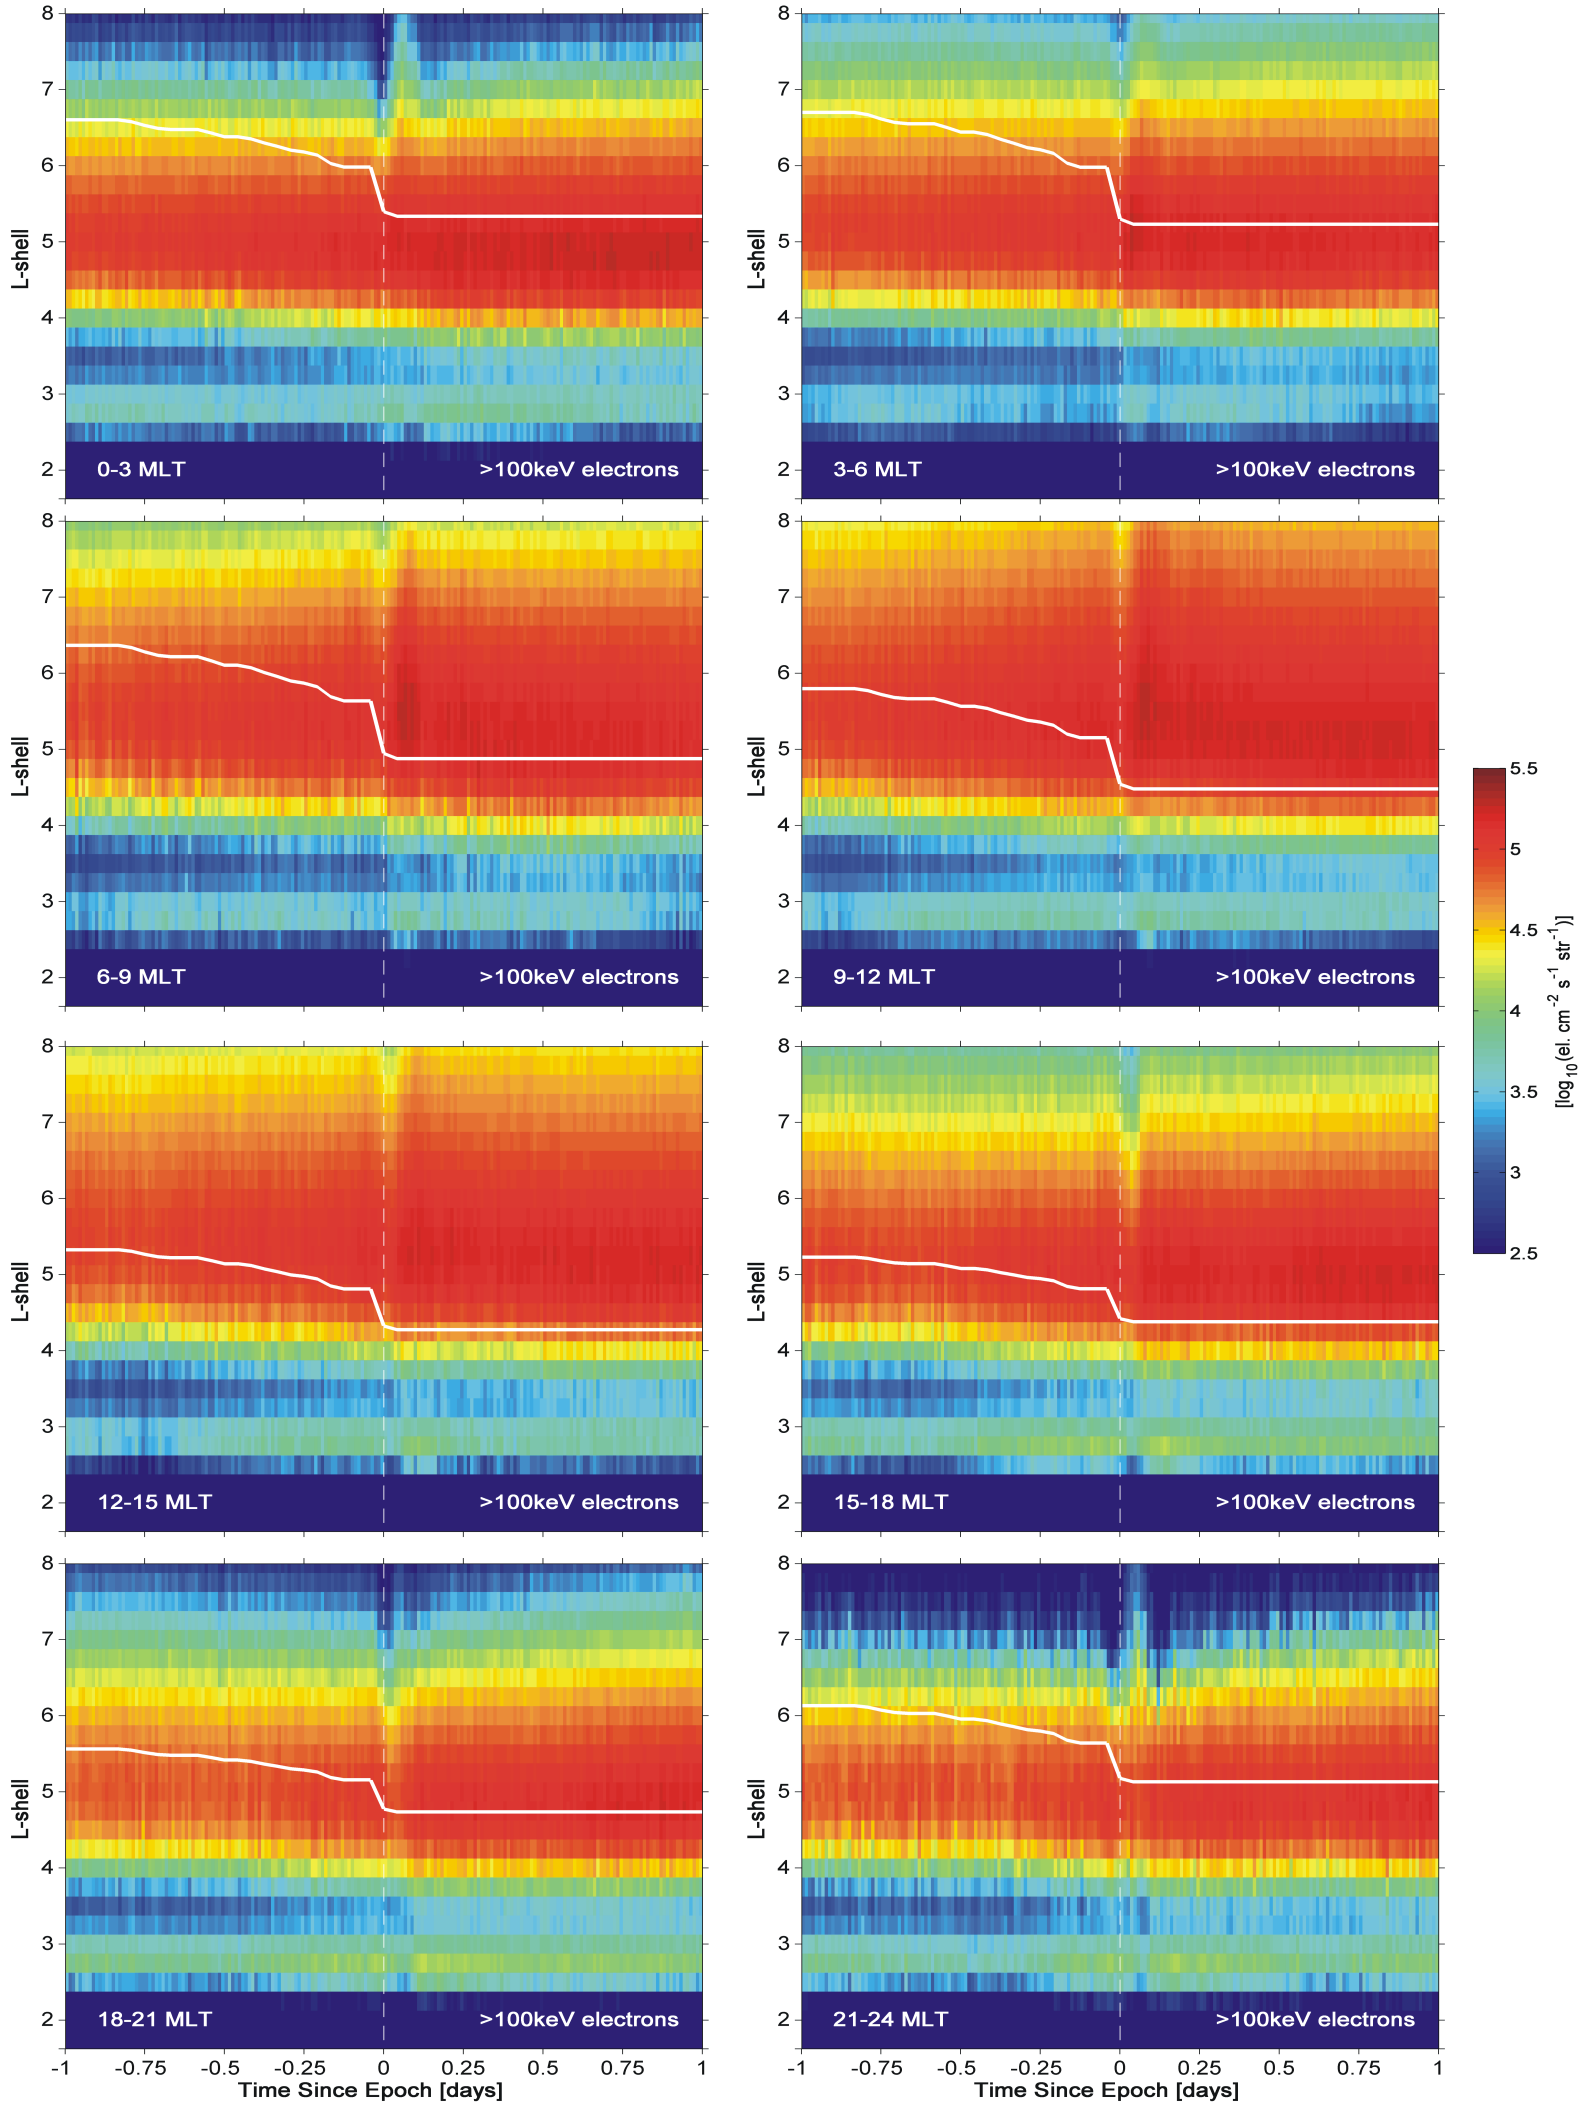 8 7 6 5 4 3 2
L-shell
0-3 MLT >100keV electrons
8 7 6 5 4 3 2
L-shell
3-6 MLT >100keV electrons
8 7 6 5 4 3 2
L-shell
6-9 MLT >100keV electrons
8 7 6 5 4 3 2
L-shell
9-12 MLT >100keV electrons
8 7 6 5 4 3 2
L-shell
12-15 MLT >100keV electrons
8 7 6 5 4 3 2
L-shell
15-18 MLT >100keV electrons
8 7 6 5 4 3 2
L-shell
18-21 MLT >100keV electrons
-1 -0.75 -0.5 -0.25 0 0.25 0.5 0.75 1
Time Since Epoch [days]
8 7 6 5 4 3 2
L-shell
21-24 MLT >100keV electrons
-1 -0.75 -0.5 -0.25 0 0.25 0.5 0.75 1
Time Since Epoch [days]
5.5 5 4.5 4 3.5 3 2.5
[log₁₀(el. cm⁻² s⁻¹ str⁻¹)]